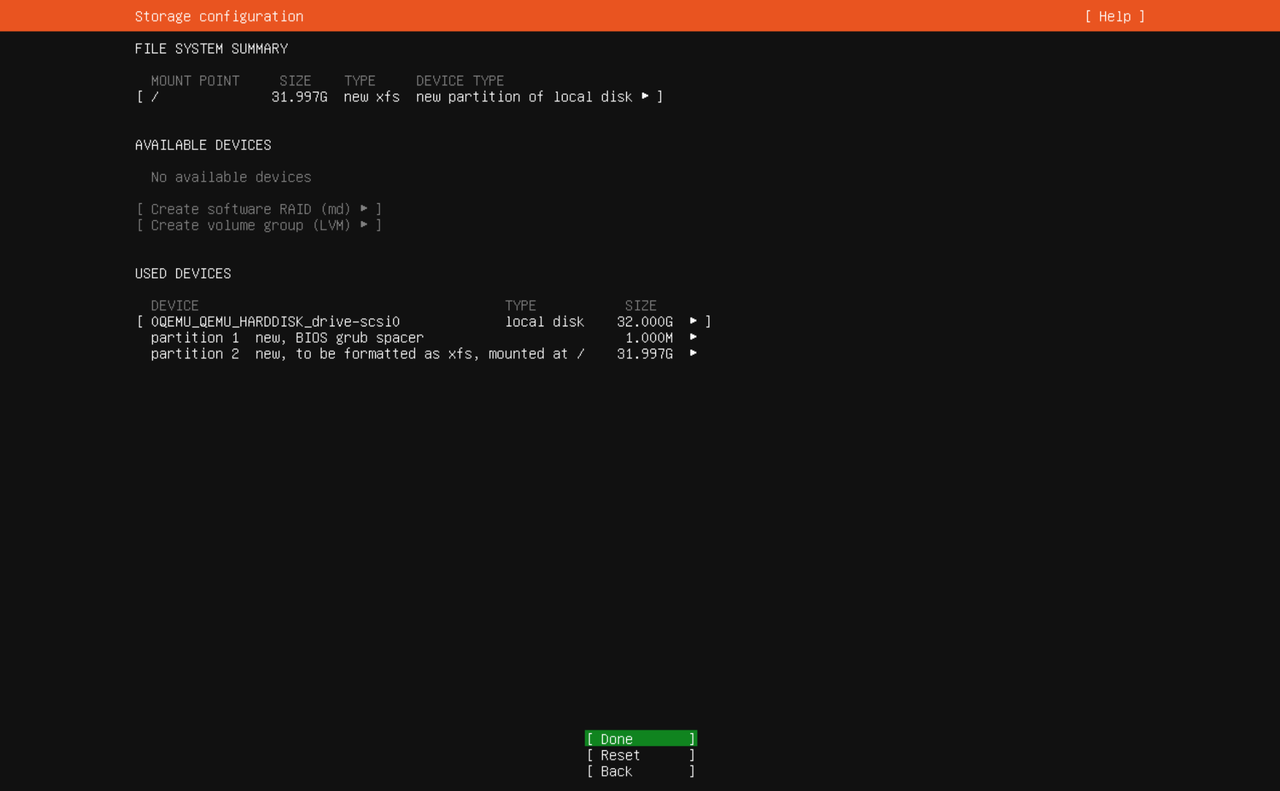 Storage configuration [ Help ]
FILE SYSTEM SUMMARY
MOUNT POINT SIZE TYPE DEVICE TYPE
[ / 31.997G new xfs new partition of local disk ▸ ]
AVAILABLE DEVICES
No available devices
[ Create software RAID (md) ▸ ]
[ Create volume group (LVM) ▸ ]
USED DEVICES
DEVICE TYPE SIZE
[ 0QEMU_QEMU_HARDDISK_drive-scsi0 local disk 32.000G ▸ ]
partition 1 new, BIOS grub spacer 1.000M ▸
partition 2 new, to be formatted as xfs, mounted at / 31.997G ▸
[ Done ]
[ Reset ]
[ Back ]